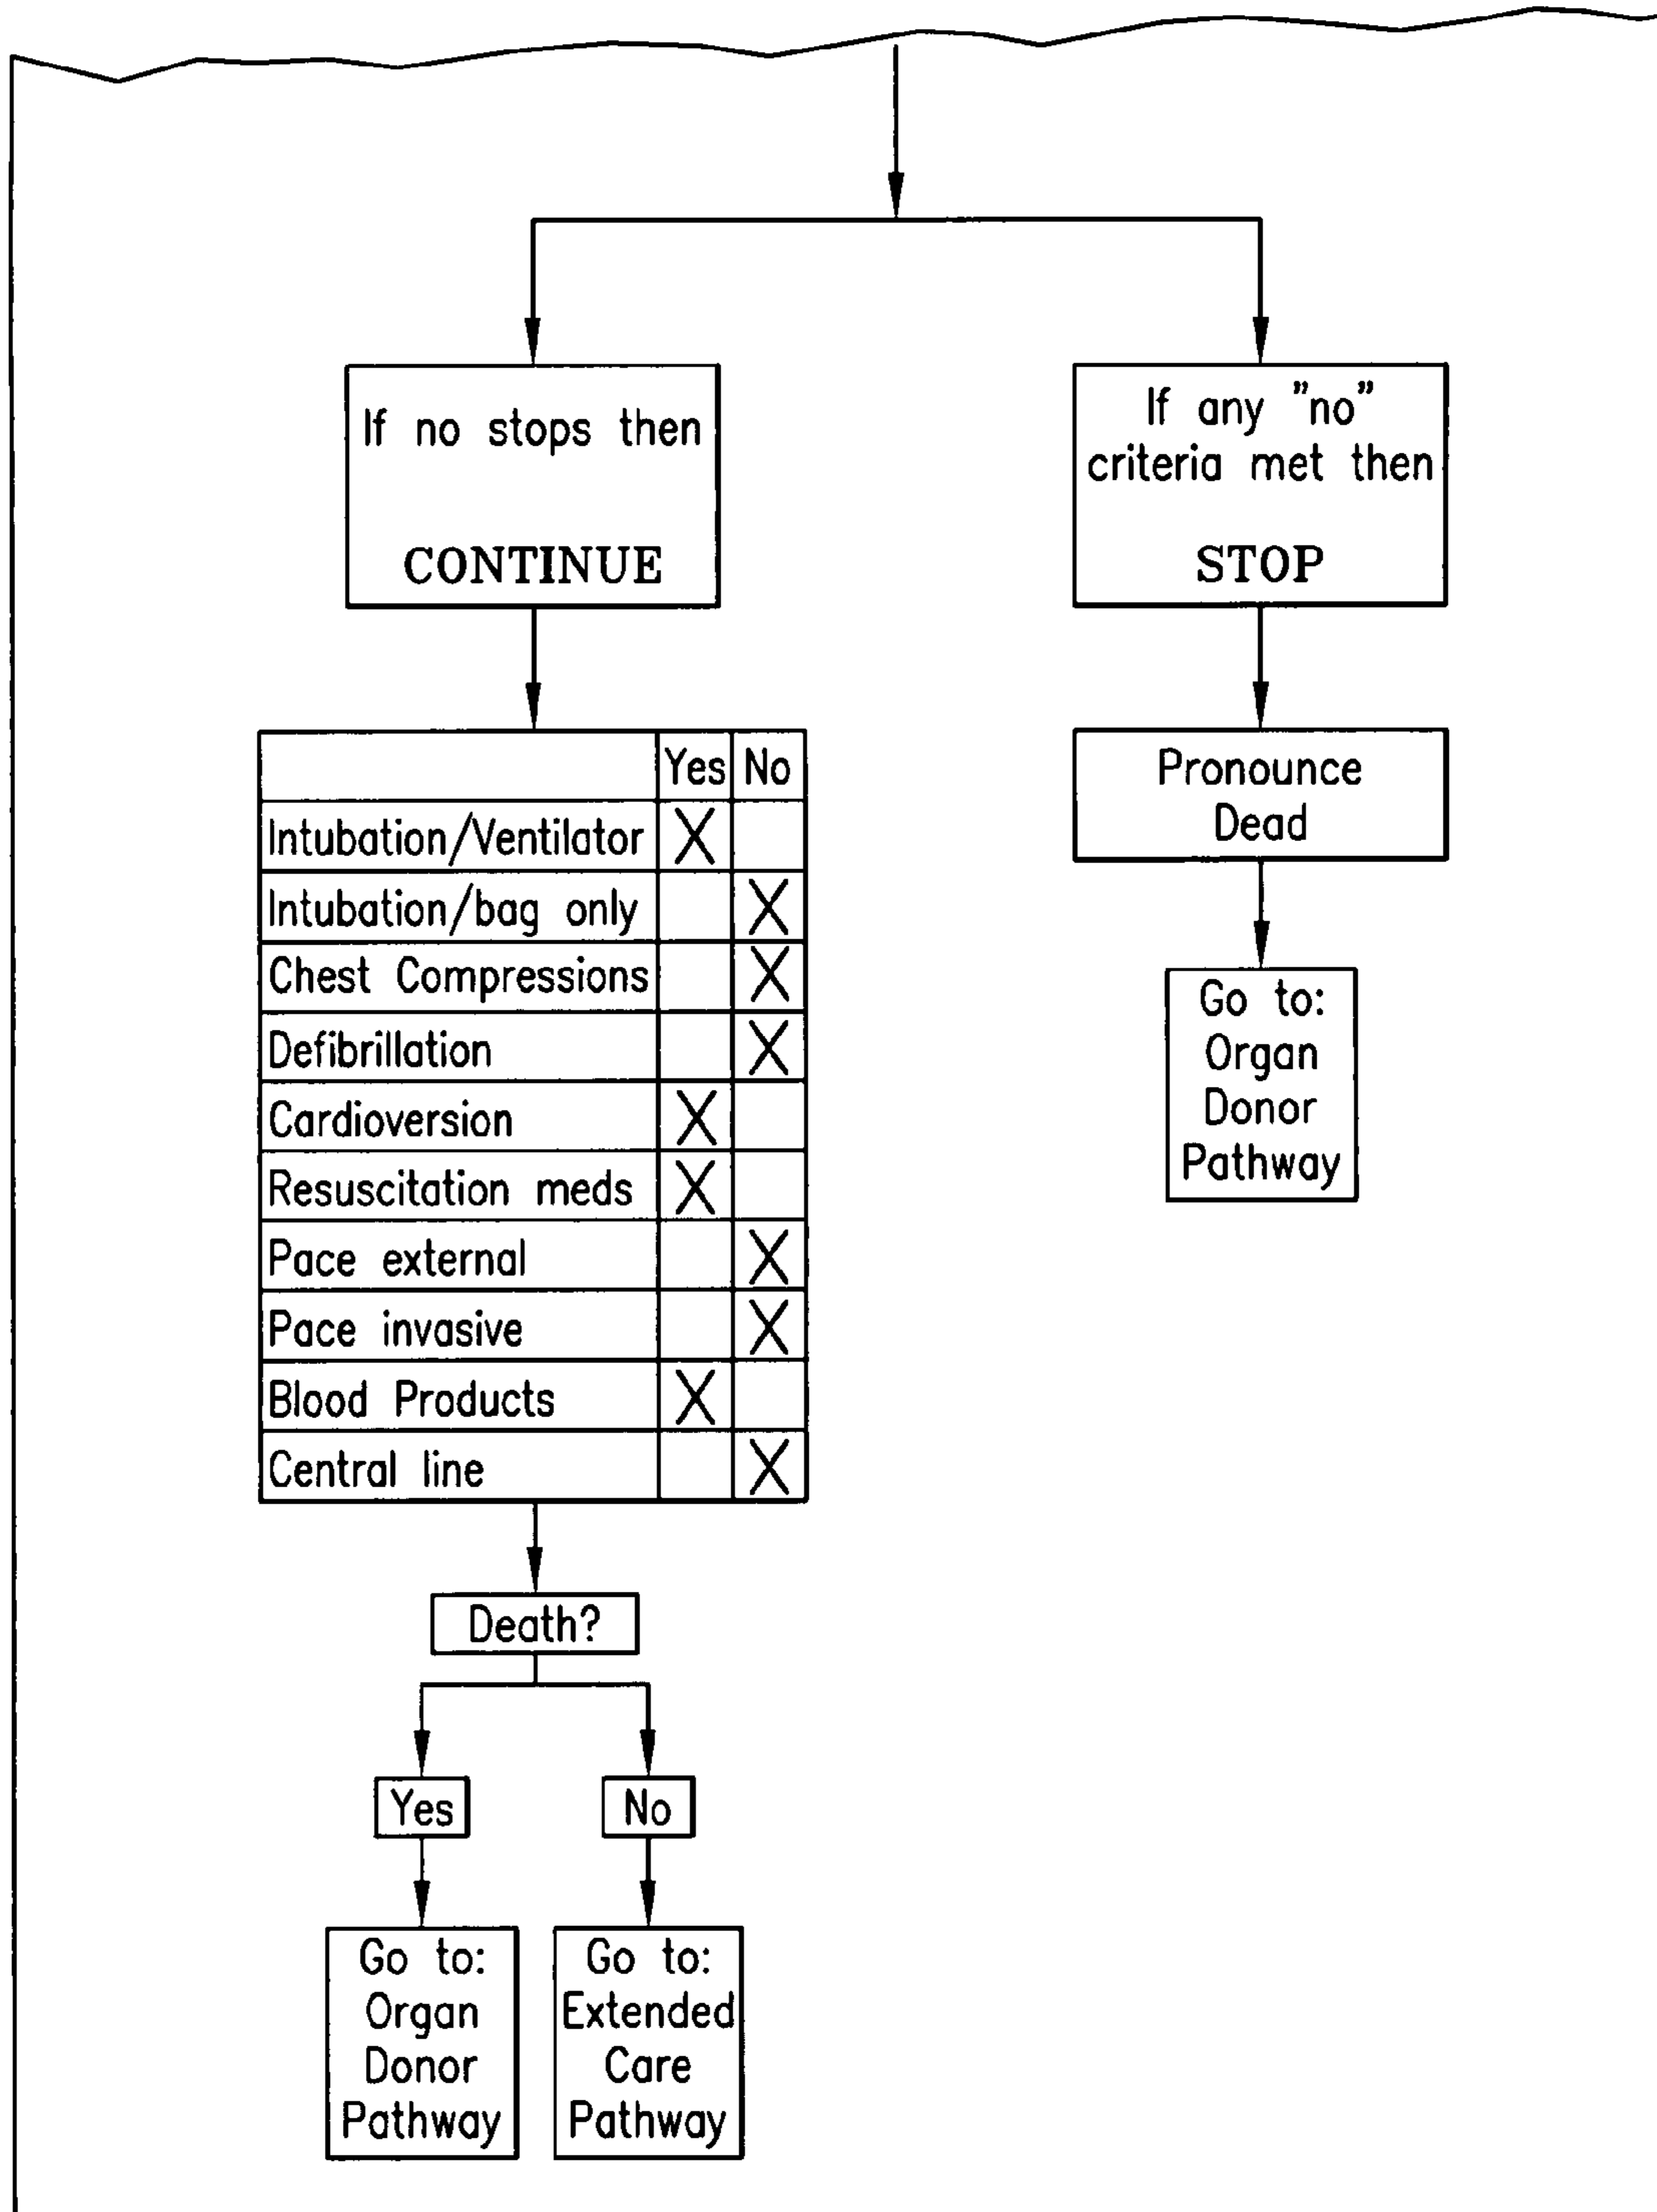 If no stops then
CONTINUE
If any "no"
criteria met then
STOP
Yes No
Intubation/Ventilator X
Intubation/bag only X
Chest Compressions X
Defibrillation X
Cardioversion X
Resuscitation meds X
Pace external X
Pace invasive X
Blood Products X
Central line X
Pronounce
Dead
Go to:
Organ
Donor
Pathway
Death?
Yes
No
Go to:
Organ
Donor
Pathway
Go to:
Extended
Care
Pathway